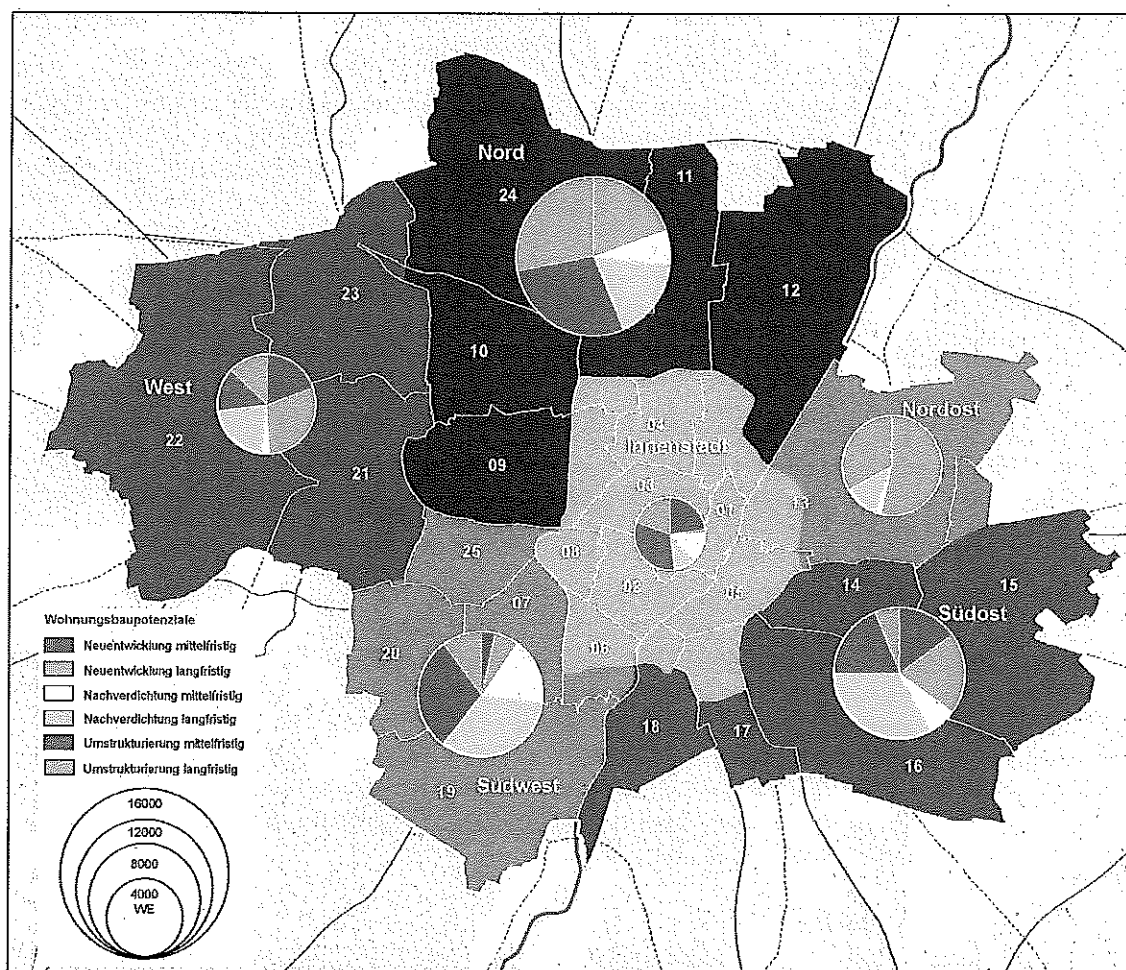 Nord
24
11
12
23
10
West
22
21
09
Nordost
04
Innenstadt
03
01
13
25
08
02
05
07
14
15
Südost
20
06
18
17
16
19
Südwest
Wohnungsbaupotenziale
Neuentwicklung mittelfristig
Neuentwicklung langfristig
Nachverdichtung mittelfristig
Nachverdichtung langfristig
Umstrukturierung mittelfristig
Umstrukturierung langfristig
16000
12000
8000
4000
WE